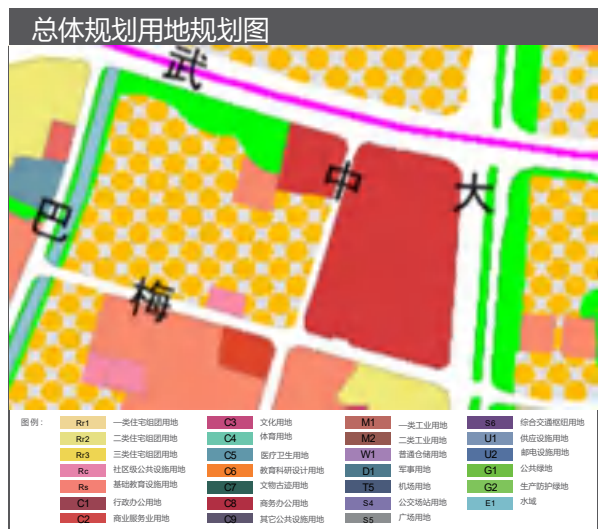 总体规划用地规划图
武
中
大
巴
梅
图例：
Rr1 一类住宅组团用地
Rr2 二类住宅组团用地
Rr3 三类住宅组团用地
Rc 社区级公共设施用地
Rs 基础教育设施用地
C1 行政办公用地
C2 商业服务业用地
C3 文化用地
C4 体育用地
C5 医疗卫生用地
C6 教育科研设计用地
C7 文物古迹用地
C8 商务办公用地
C9 其它公共设施用地
M1 一类工业用地
M2 二类工业用地
W1 普通仓储用地
D1 军事用地
T5 机场用地
S4 公交场站用地
S5 广场用地
S6 综合交通枢纽用地
U1 供应设施用地
U2 邮电设施用地
G1 公共绿地
G2 生产防护绿地
E1 水域